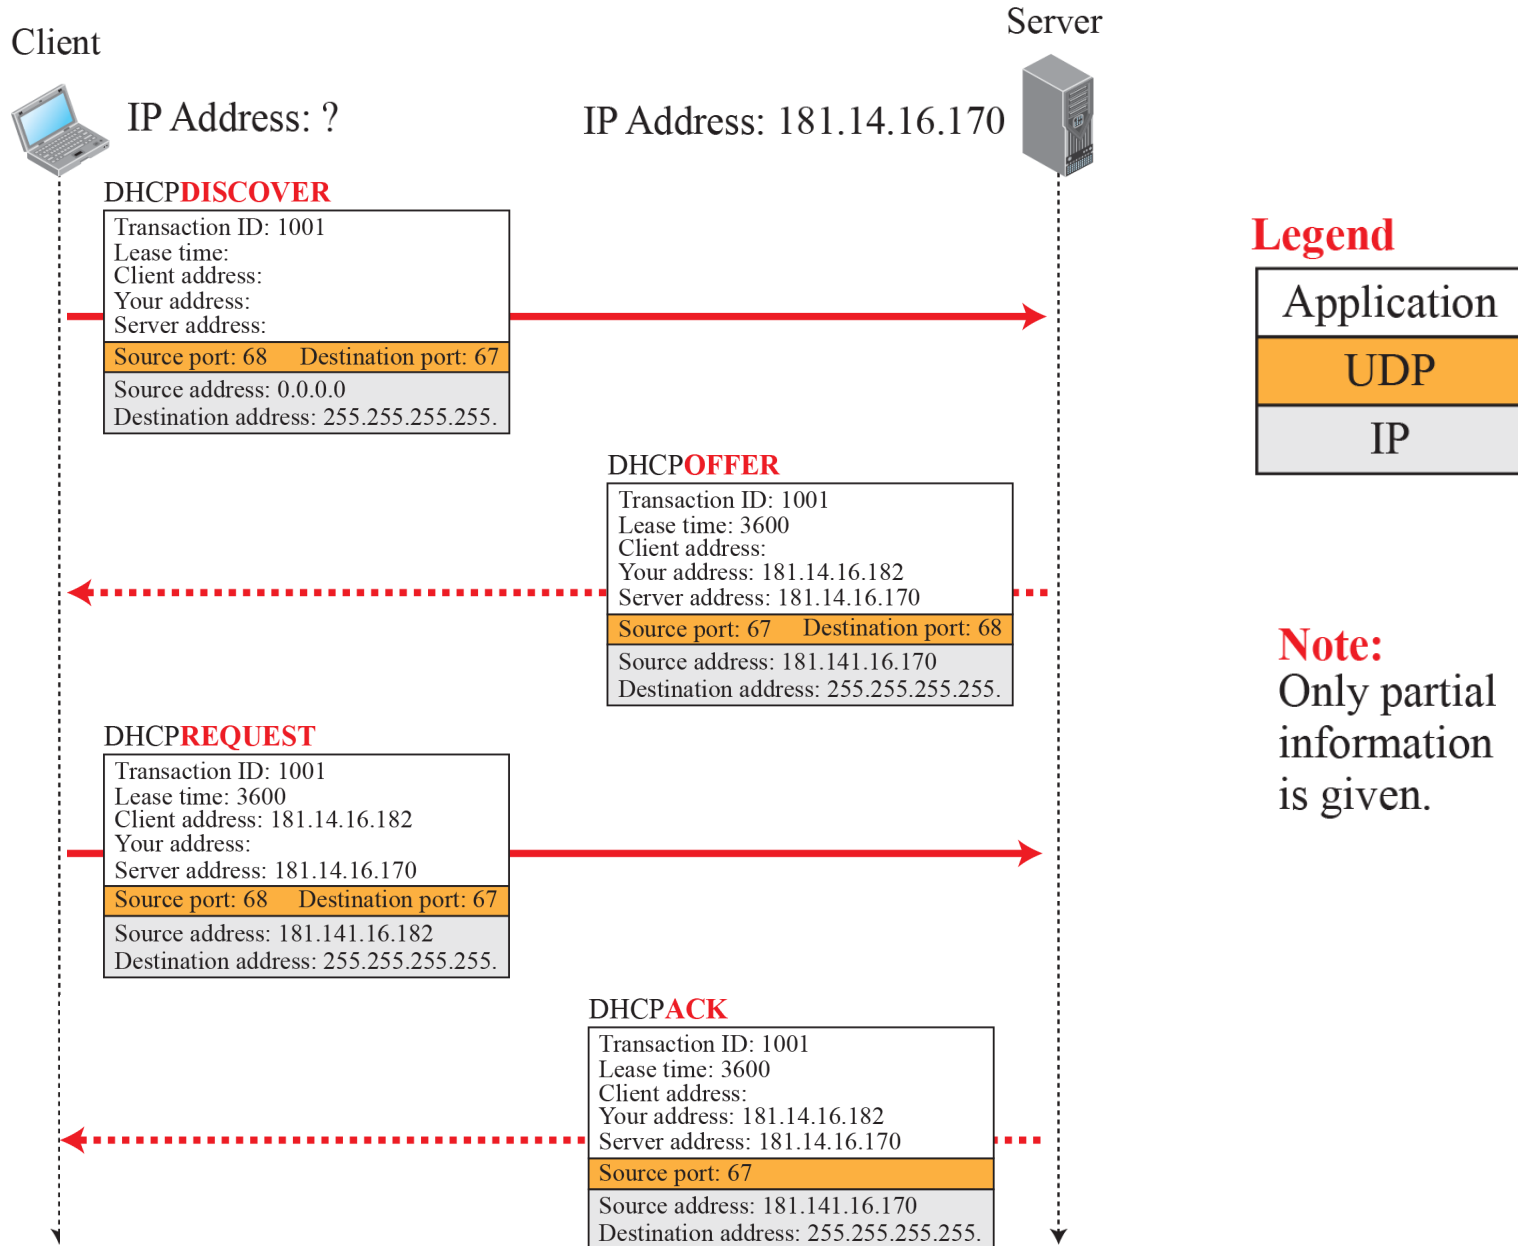 Client
Server
IP Address: ?
IP Address: 181.14.16.170
DHCPDISCOVER
Transaction ID: 1001
Lease time:
Client address:
Your address:
Server address:
Source port: 68 Destination port: 67
Source address: 0.0.0.0
Destination address: 255.255.255.255.
Legend
Application
UDP
IP
DHCPOFFER
Transaction ID: 1001
Lease time: 3600
Client address:
Your address: 181.14.16.182
Server address: 181.14.16.170
Source port: 67 Destination port: 68
Source address: 181.141.16.170
Destination address: 255.255.255.255.
Note:
Only partial
information
is given.
DHCPREQUEST
Transaction ID: 1001
Lease time: 3600
Client address: 181.14.16.182
Your address:
Server address: 181.14.16.170
Source port: 68 Destination port: 67
Source address: 181.141.16.182
Destination address: 255.255.255.255.
DHCPACK
Transaction ID: 1001
Lease time: 3600
Client address:
Your address: 181.14.16.182
Server address: 181.14.16.170
Source port: 67
Source address: 181.141.16.170
Destination address: 255.255.255.255.